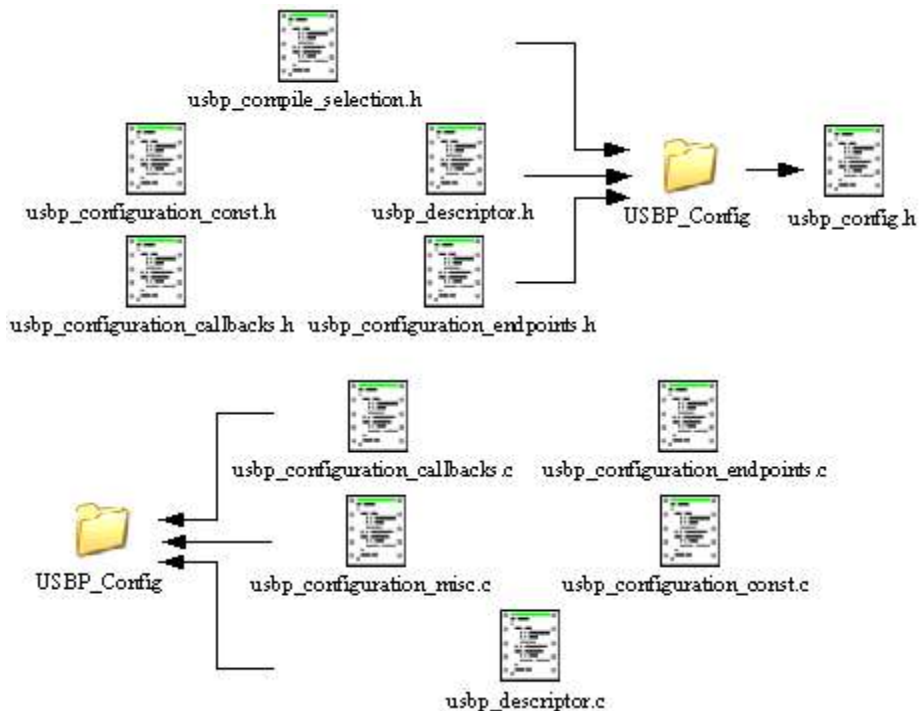 usbp_compile_selection.h
usbp_configuration_const.h
usbp_descriptor.h
USBP_Config
usbp_config.h
usbp_configuration_callbacks.h
usbp_configuration_endpoints.h
usbp_configuration_callbacks.c
usbp_configuration_endpoints.c
USBP_Config
usbp_configuration_misc.c
usbp_configuration_const.c
usbp_descriptor.c